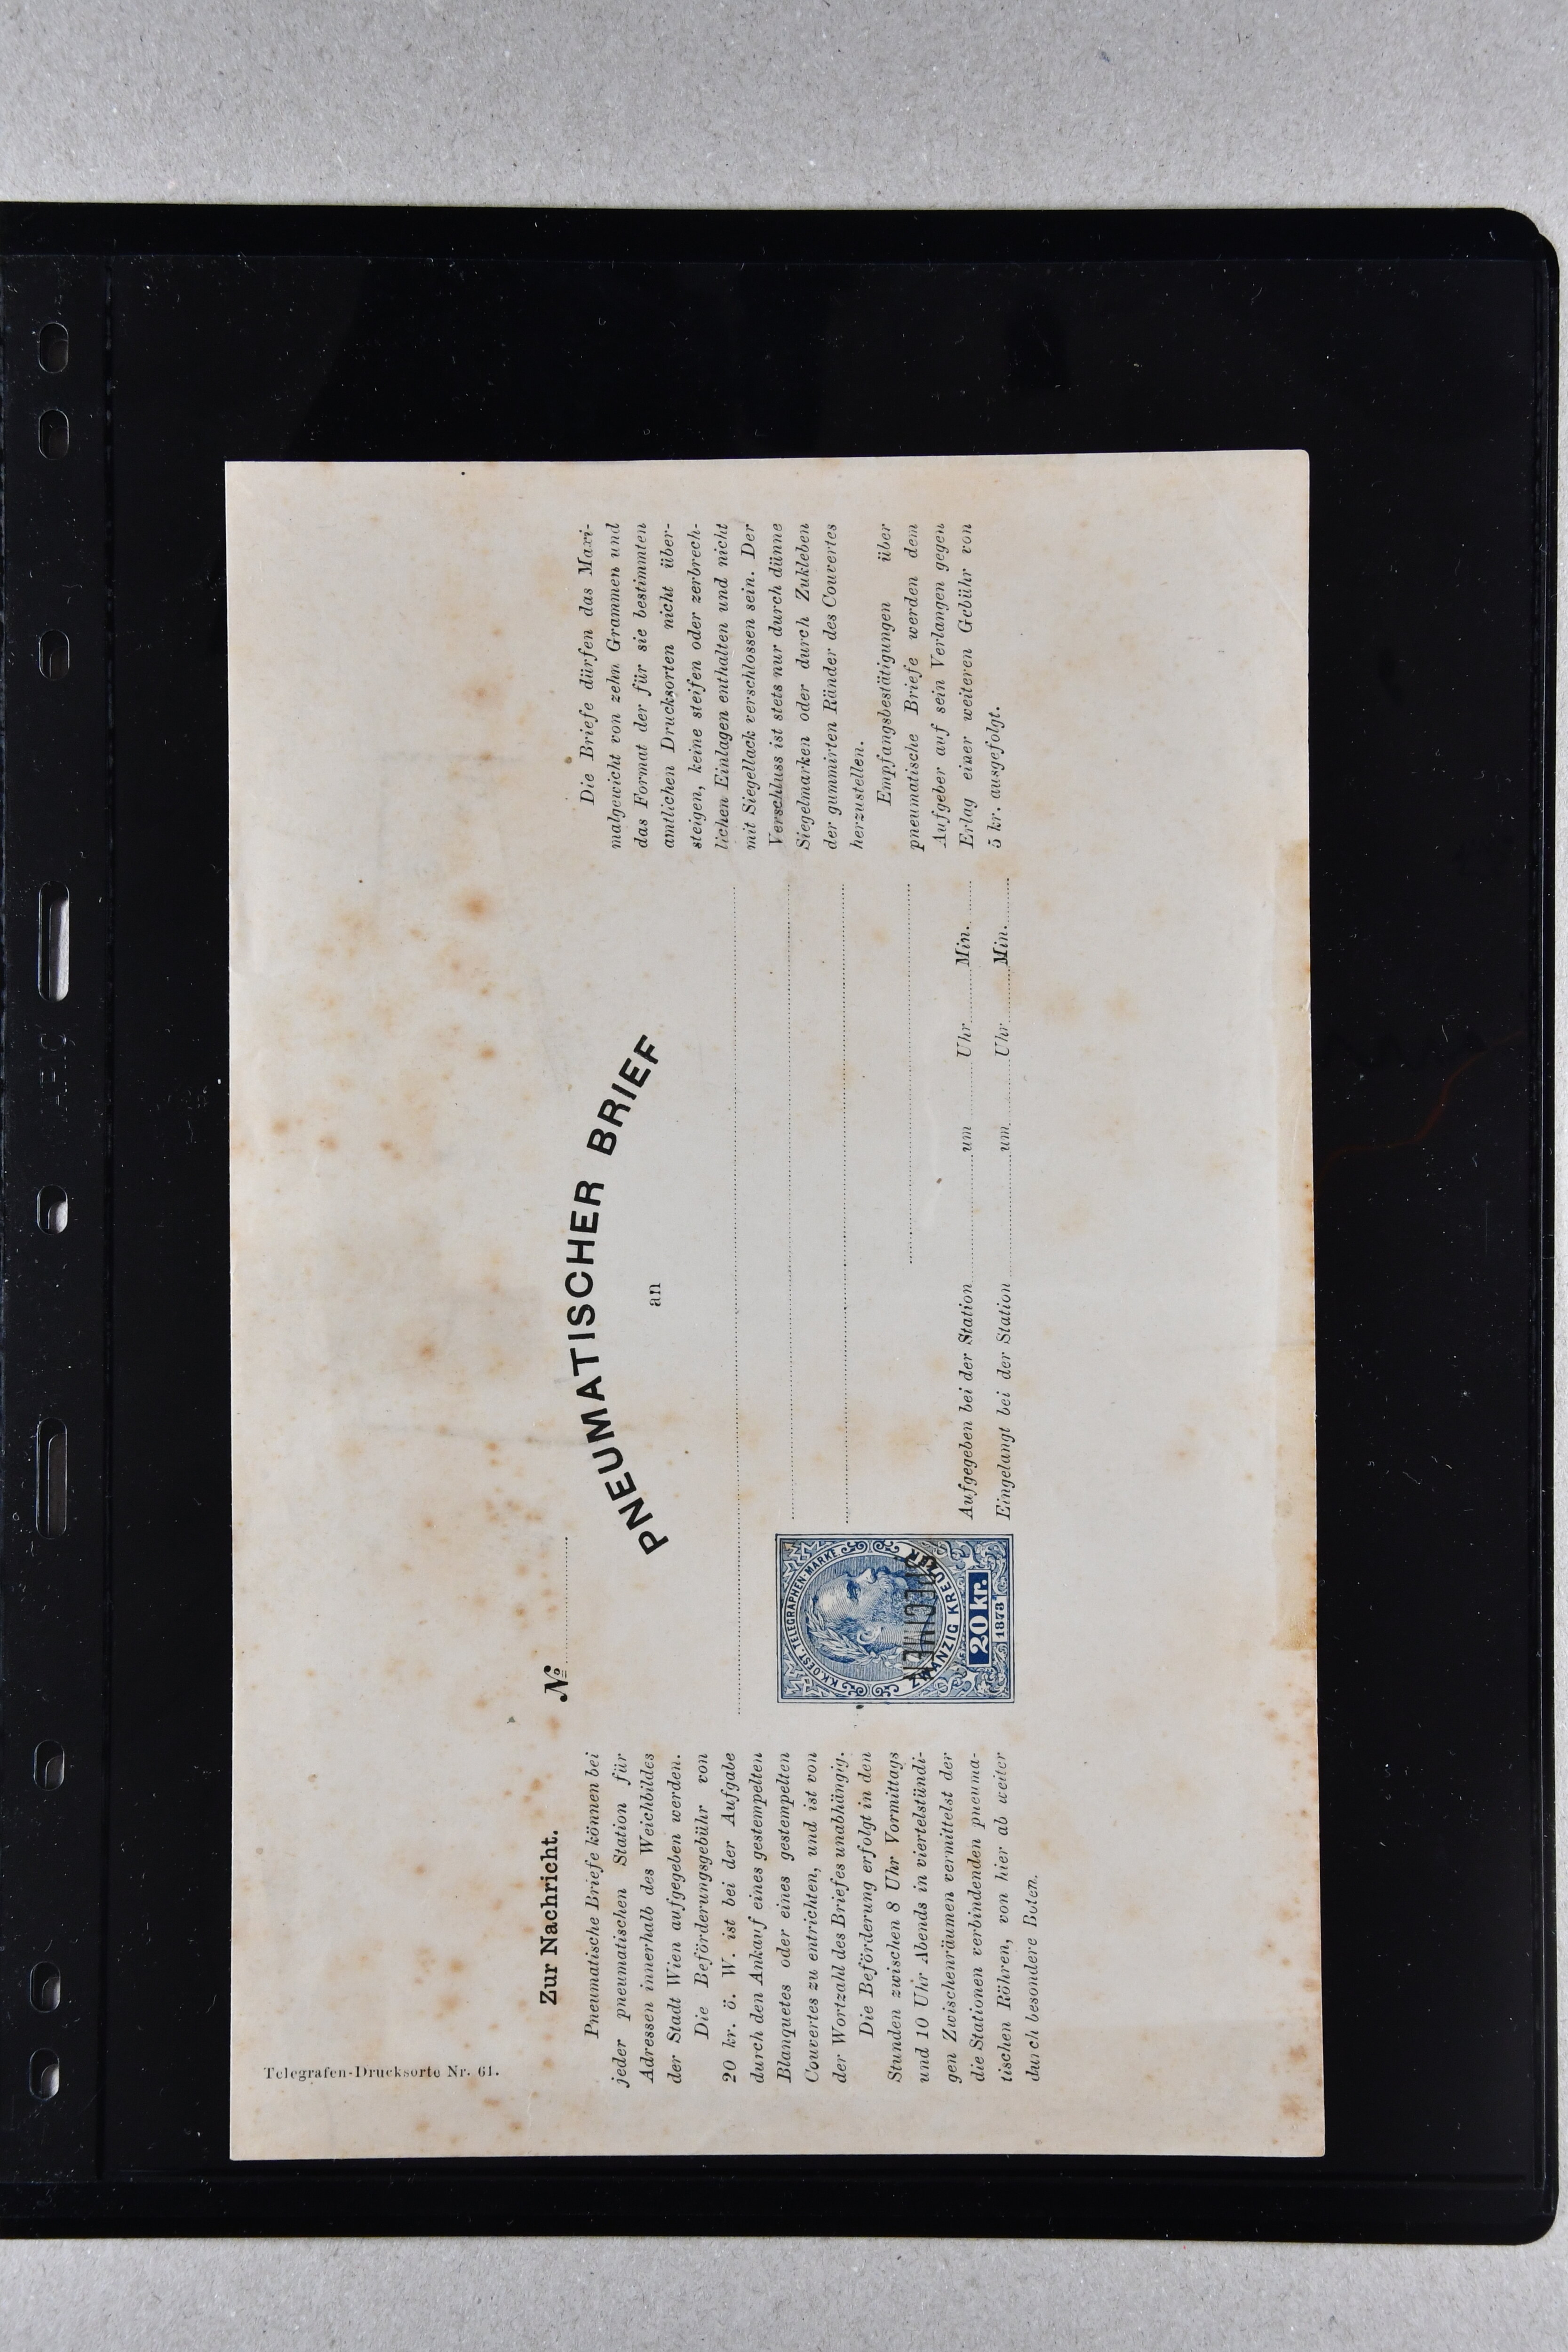 Telegrafen-Drucksorte Nr. 61.
Zur Nachricht.
Pneumatische Briefe können bei
jeder pneumatischen Station für
Adressen innerhalb des Weichbildes
der Stadt Wien aufgegeben werden.
Die Beförderungsgebühr von
20 kr. ö. W. ist bei der Aufgabe
durch den Ankauf eines gestempelten
Blanquetes oder eines gestempelten
Couvertes zu entrichten, und ist von
der Wortzahl des Briefes unabhängig.
Die Beförderung erfolgt in den
Stunden zwischen 8 Uhr Vormittags
und 10 Uhr Abends in viertelstündi-
gen Zwischenräumen vermittelst der
die Stationen verbindenden pneuma-
tischen Röhren, von hier ab weiter
durch besondere Boten.
№
PNEUMATISCHER BRIEF
an
K.K. OEST. TELEGRAPHEN-MARKE
SPECIMEN
ZWANZIG KREUZER
20 kr.
1873
Aufgegeben bei der Station um Uhr Min.
Eingelangt bei der Station um Uhr Min.
Die Briefe dürfen das Maxi-
malgewicht von zehn Grammen und
das Format der für sie bestimmten
amtlichen Drucksorten nicht über-
steigen, keine steifen oder zerbrech-
lichen Einlagen enthalten und nicht
mit Siegellack verschlossen sein. Der
Verschluss ist stets nur durch dünne
Siegelmarken oder durch Zukleben
der gummirten Ränder des Couvertes
herzustellen.
Empfangsbestätigungen über
pneumatische Briefe werden dem
Aufgeber auf sein Verlangen gegen
Erlag einer weiteren Gebühr von
5 kr. ausgefolgt.